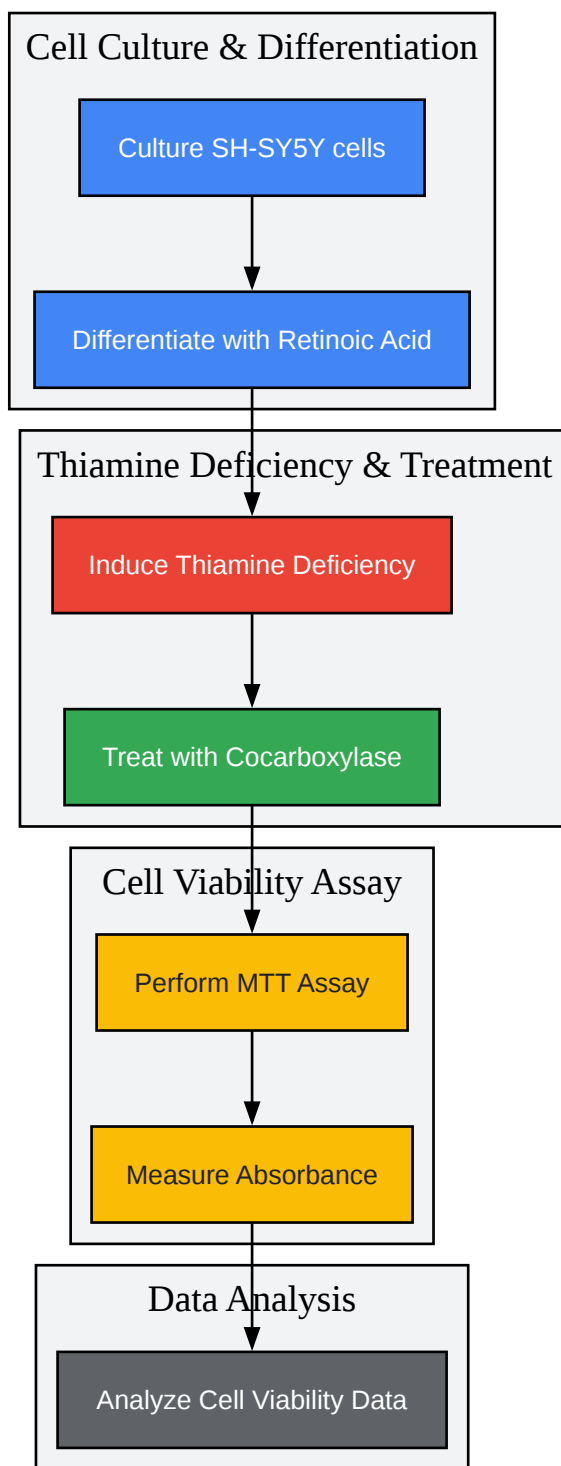 Cell Culture & Differentiation
Culture SH-SY5Y cells
Differentiate with Retinoic Acid
Thiamine Deficiency & Treatment
Induce Thiamine Deficiency
Treat with Cocarboxylase
Cell Viability Assay
Perform MTT Assay
Measure Absorbance
Data Analysis
Analyze Cell Viability Data